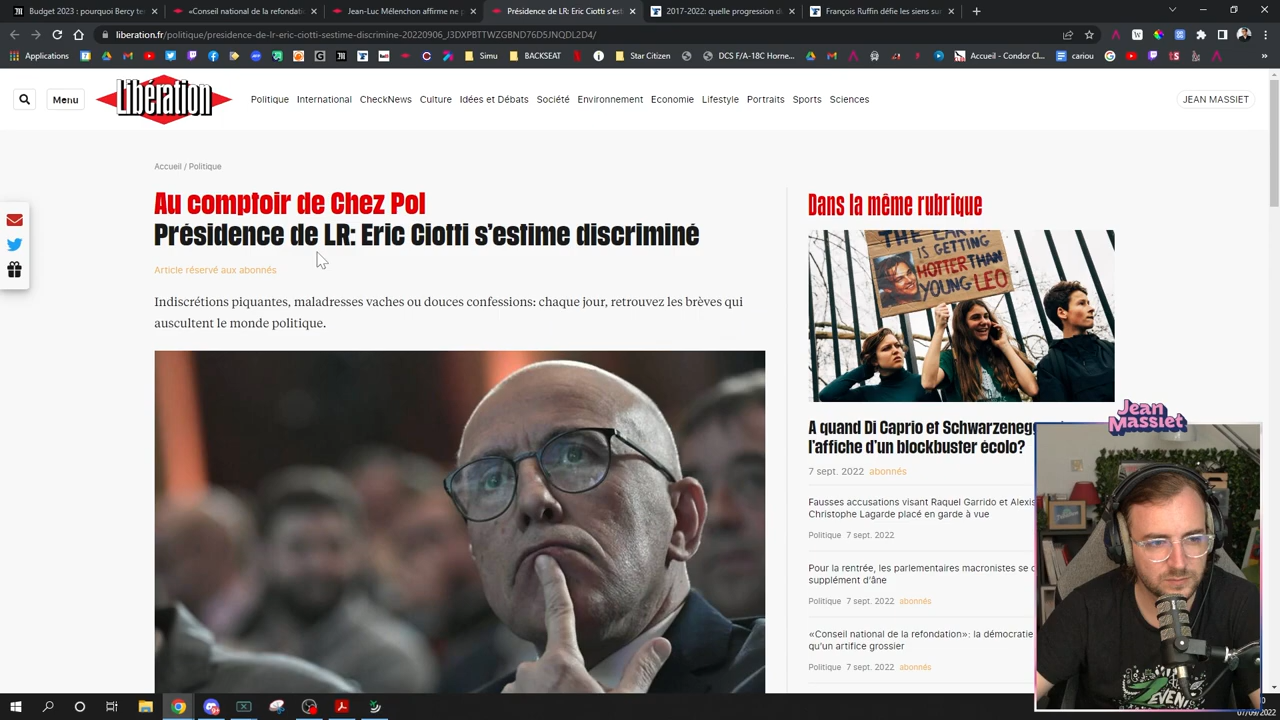 Budget 2023 : pourquoi Bercy te
«Conseil national de la refondati
Jean-Luc Mélenchon affirme ne p
Présidence de LR: Eric Ciotti s'est
2017-2022: quelle progression d
François Ruffin défie les siens su
liberation.fr/politique/presidence-de-lr-eric-ciotti-sestime-discrimine-20220906_J3DXPBTTWZGBND76D5JNQDL2D4/
Applications
Simu
BACKSEAT
Star Citizen
DCS F/A-18C Horne...
Accueil - Condor Cl...
cariou
Menu
Libération
Politique International CheckNews Culture Idées et Débats Société Environnement Economie Lifestyle Portraits Sports Sciences
JEAN MASSIET
Accueil / Politique
Au comptoir de Chez Pol
Présidence de LR: Eric Ciotti s'estime discriminé
Article réservé aux abonnés
Indiscrétions piquantes, maladresses vaches ou douces confessions: chaque jour, retrouvez les brèves qui
auscultent le monde politique.
Dans la même rubrique
THE EARTH
IS GETTING
HOTTER THAN
YOUNG LEO
A quand Di Caprio et Schwarzenegg
l'affiche d'un blockbuster écolo?
7 sept. 2022 abonnés
Fausses accusations visant Raquel Garrido et Alexis
Christophe Lagarde placé en garde à vue
Politique 7 sept. 2022
Pour la rentrée, les parlementaires macronistes se
supplément d'âne
Politique 7 sept. 2022 abonnés
«Conseil national de la refondation»: la démocratie
qu'un artifice grossier
Politique 7 sept. 2022 abonnés
Jean
Massiet
07/09/2022